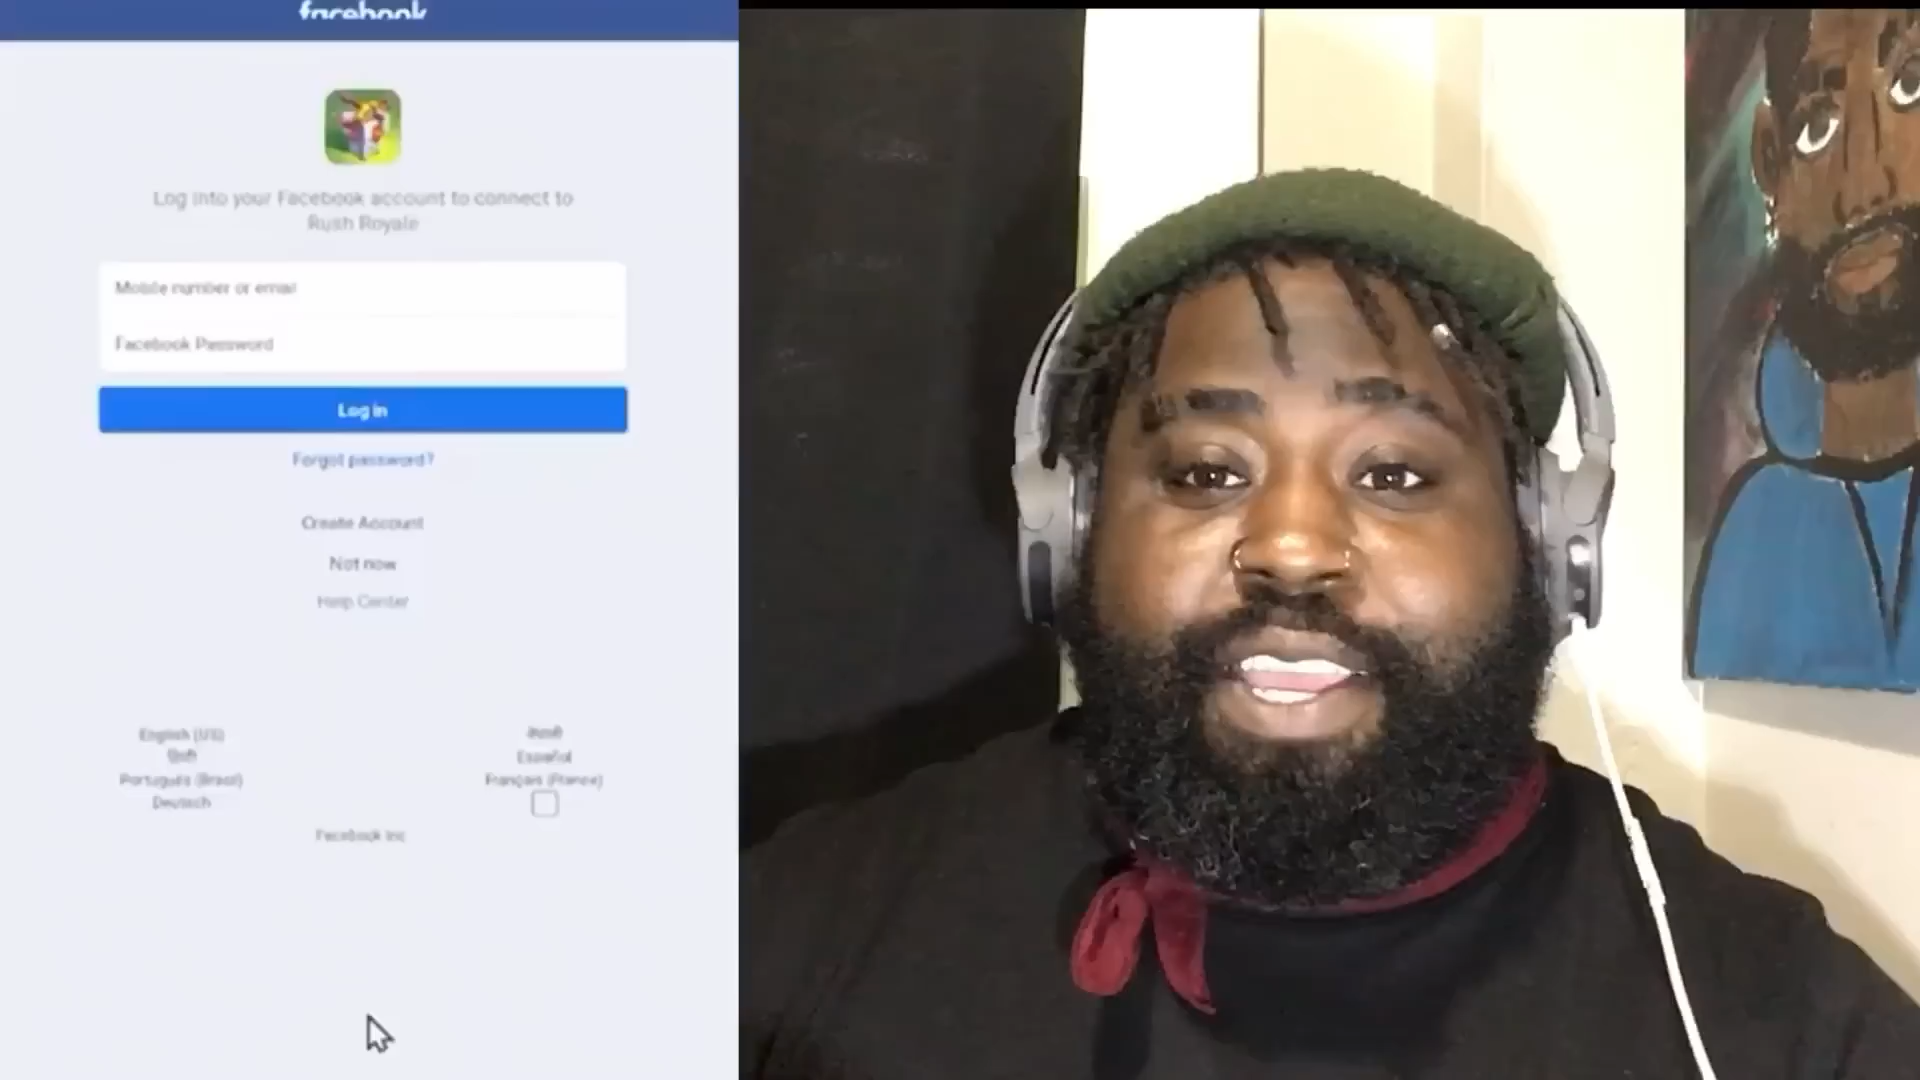 facebook
Log into your Facebook account to connect to
Rush Royale
Mobile number or email
Facebook Password
Log in
Forgot password?
Create Account
Not now
Help Center
English (US)
Português (Brasil)
Deutsch
Español
Français (France)
Facebook Inc